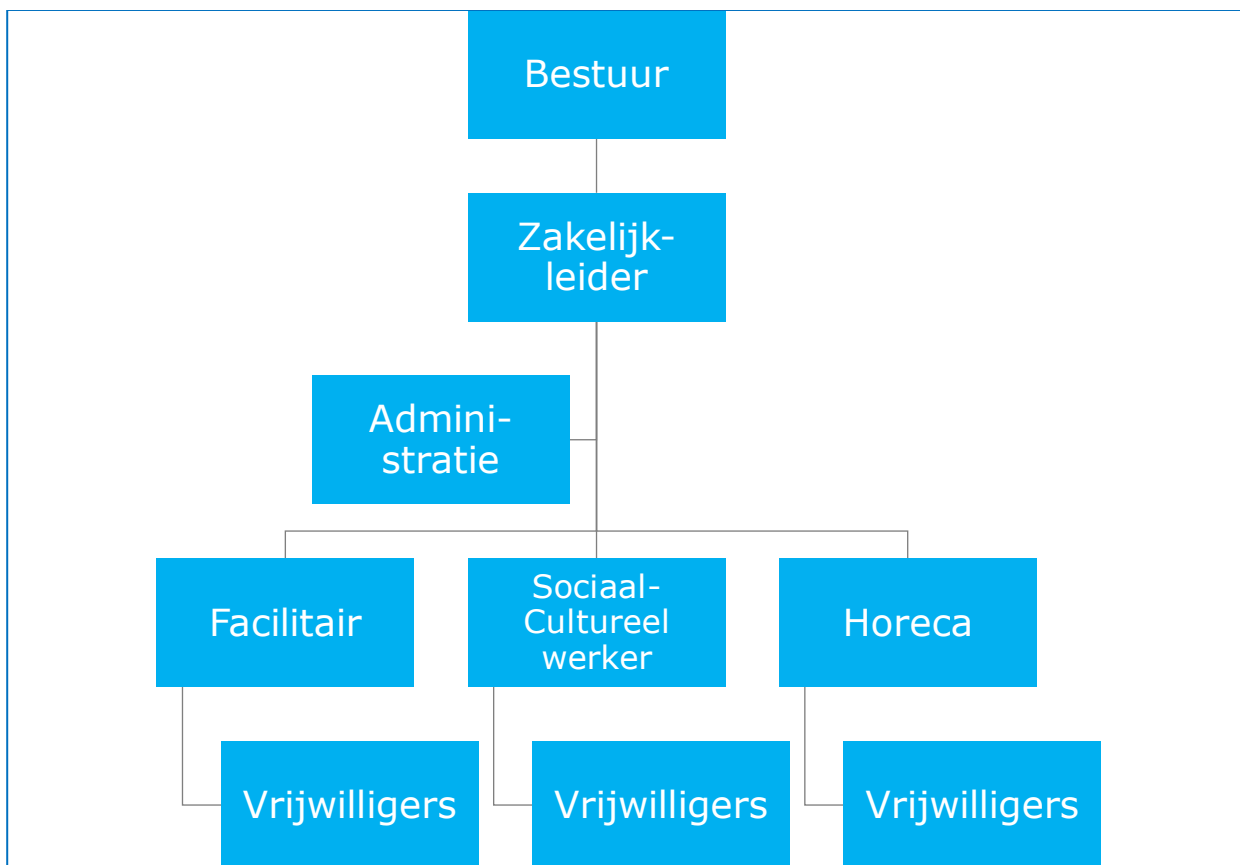 Bestuur
Zakelijk-
leider
Admini-
stratie
Facilitair
Sociaal-
Cultureel
werker
Horeca
Vrijwilligers
Vrijwilligers
Vrijwilligers